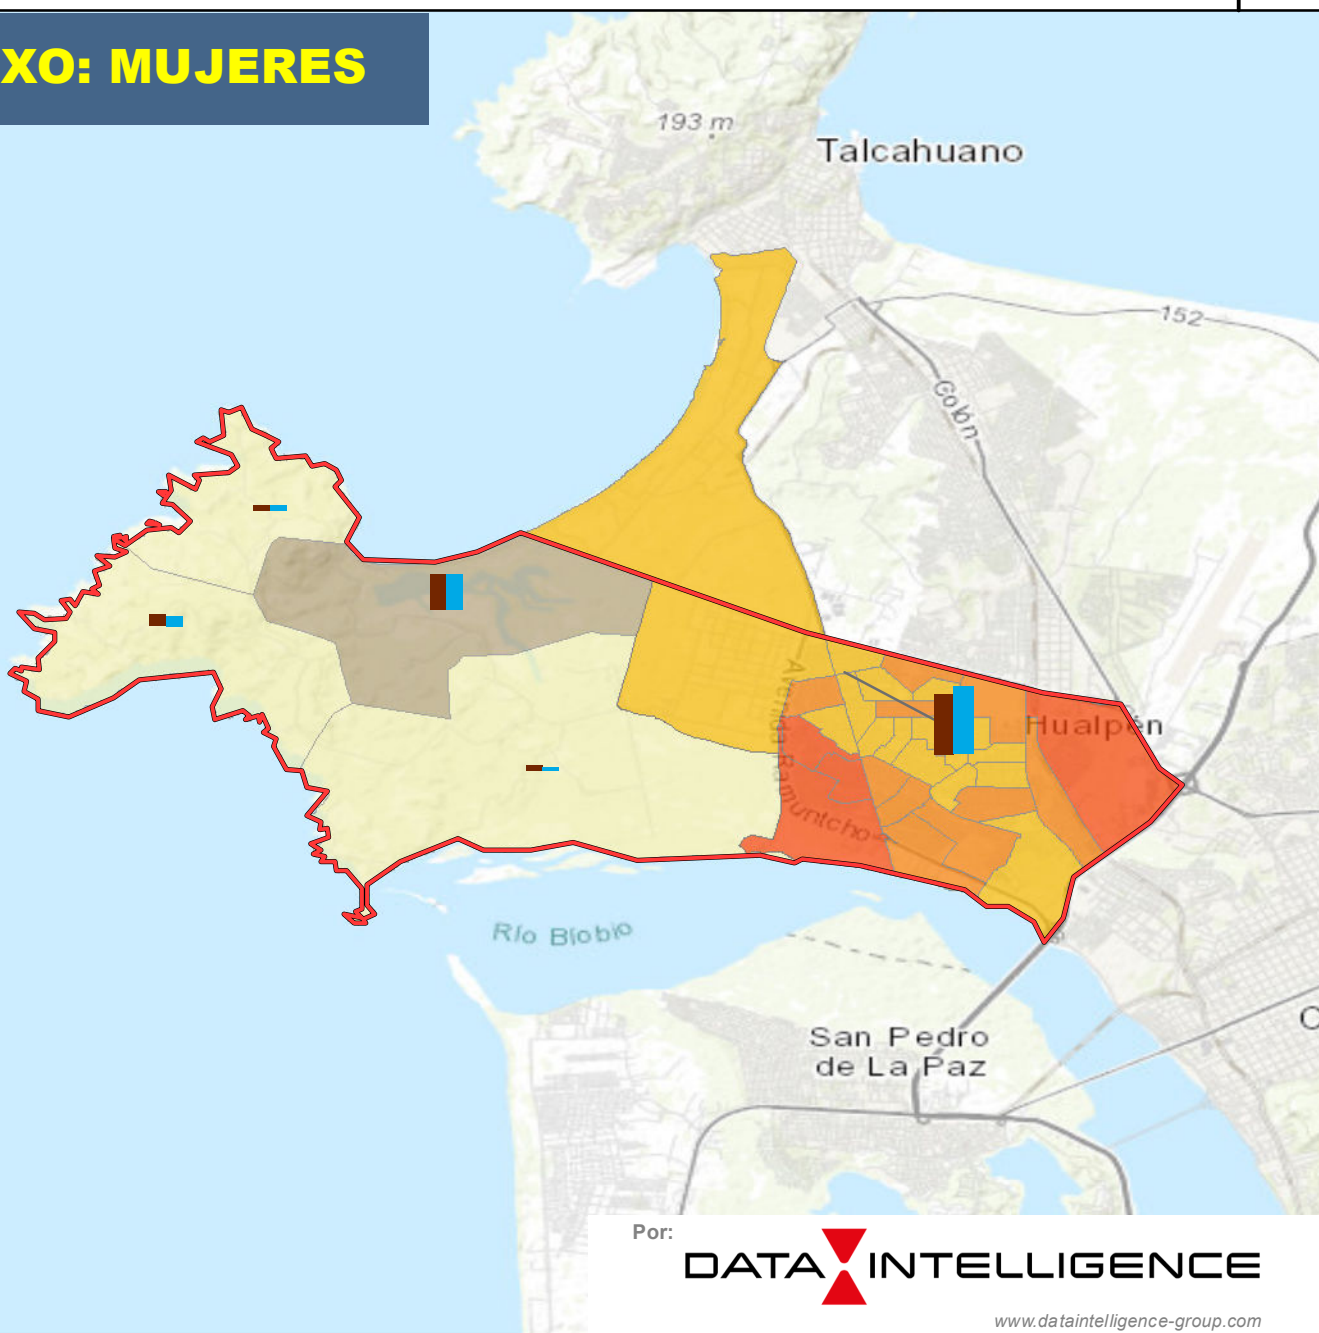 XO: MUJERES
193 m
Talcahuano
152
Colón
Hualpén
Avenida Ramuntcho
Río Bíobío
San Pedro
de La Paz
C
Por:
DATA INTELLIGENCE
www.dataintelligence-group.com